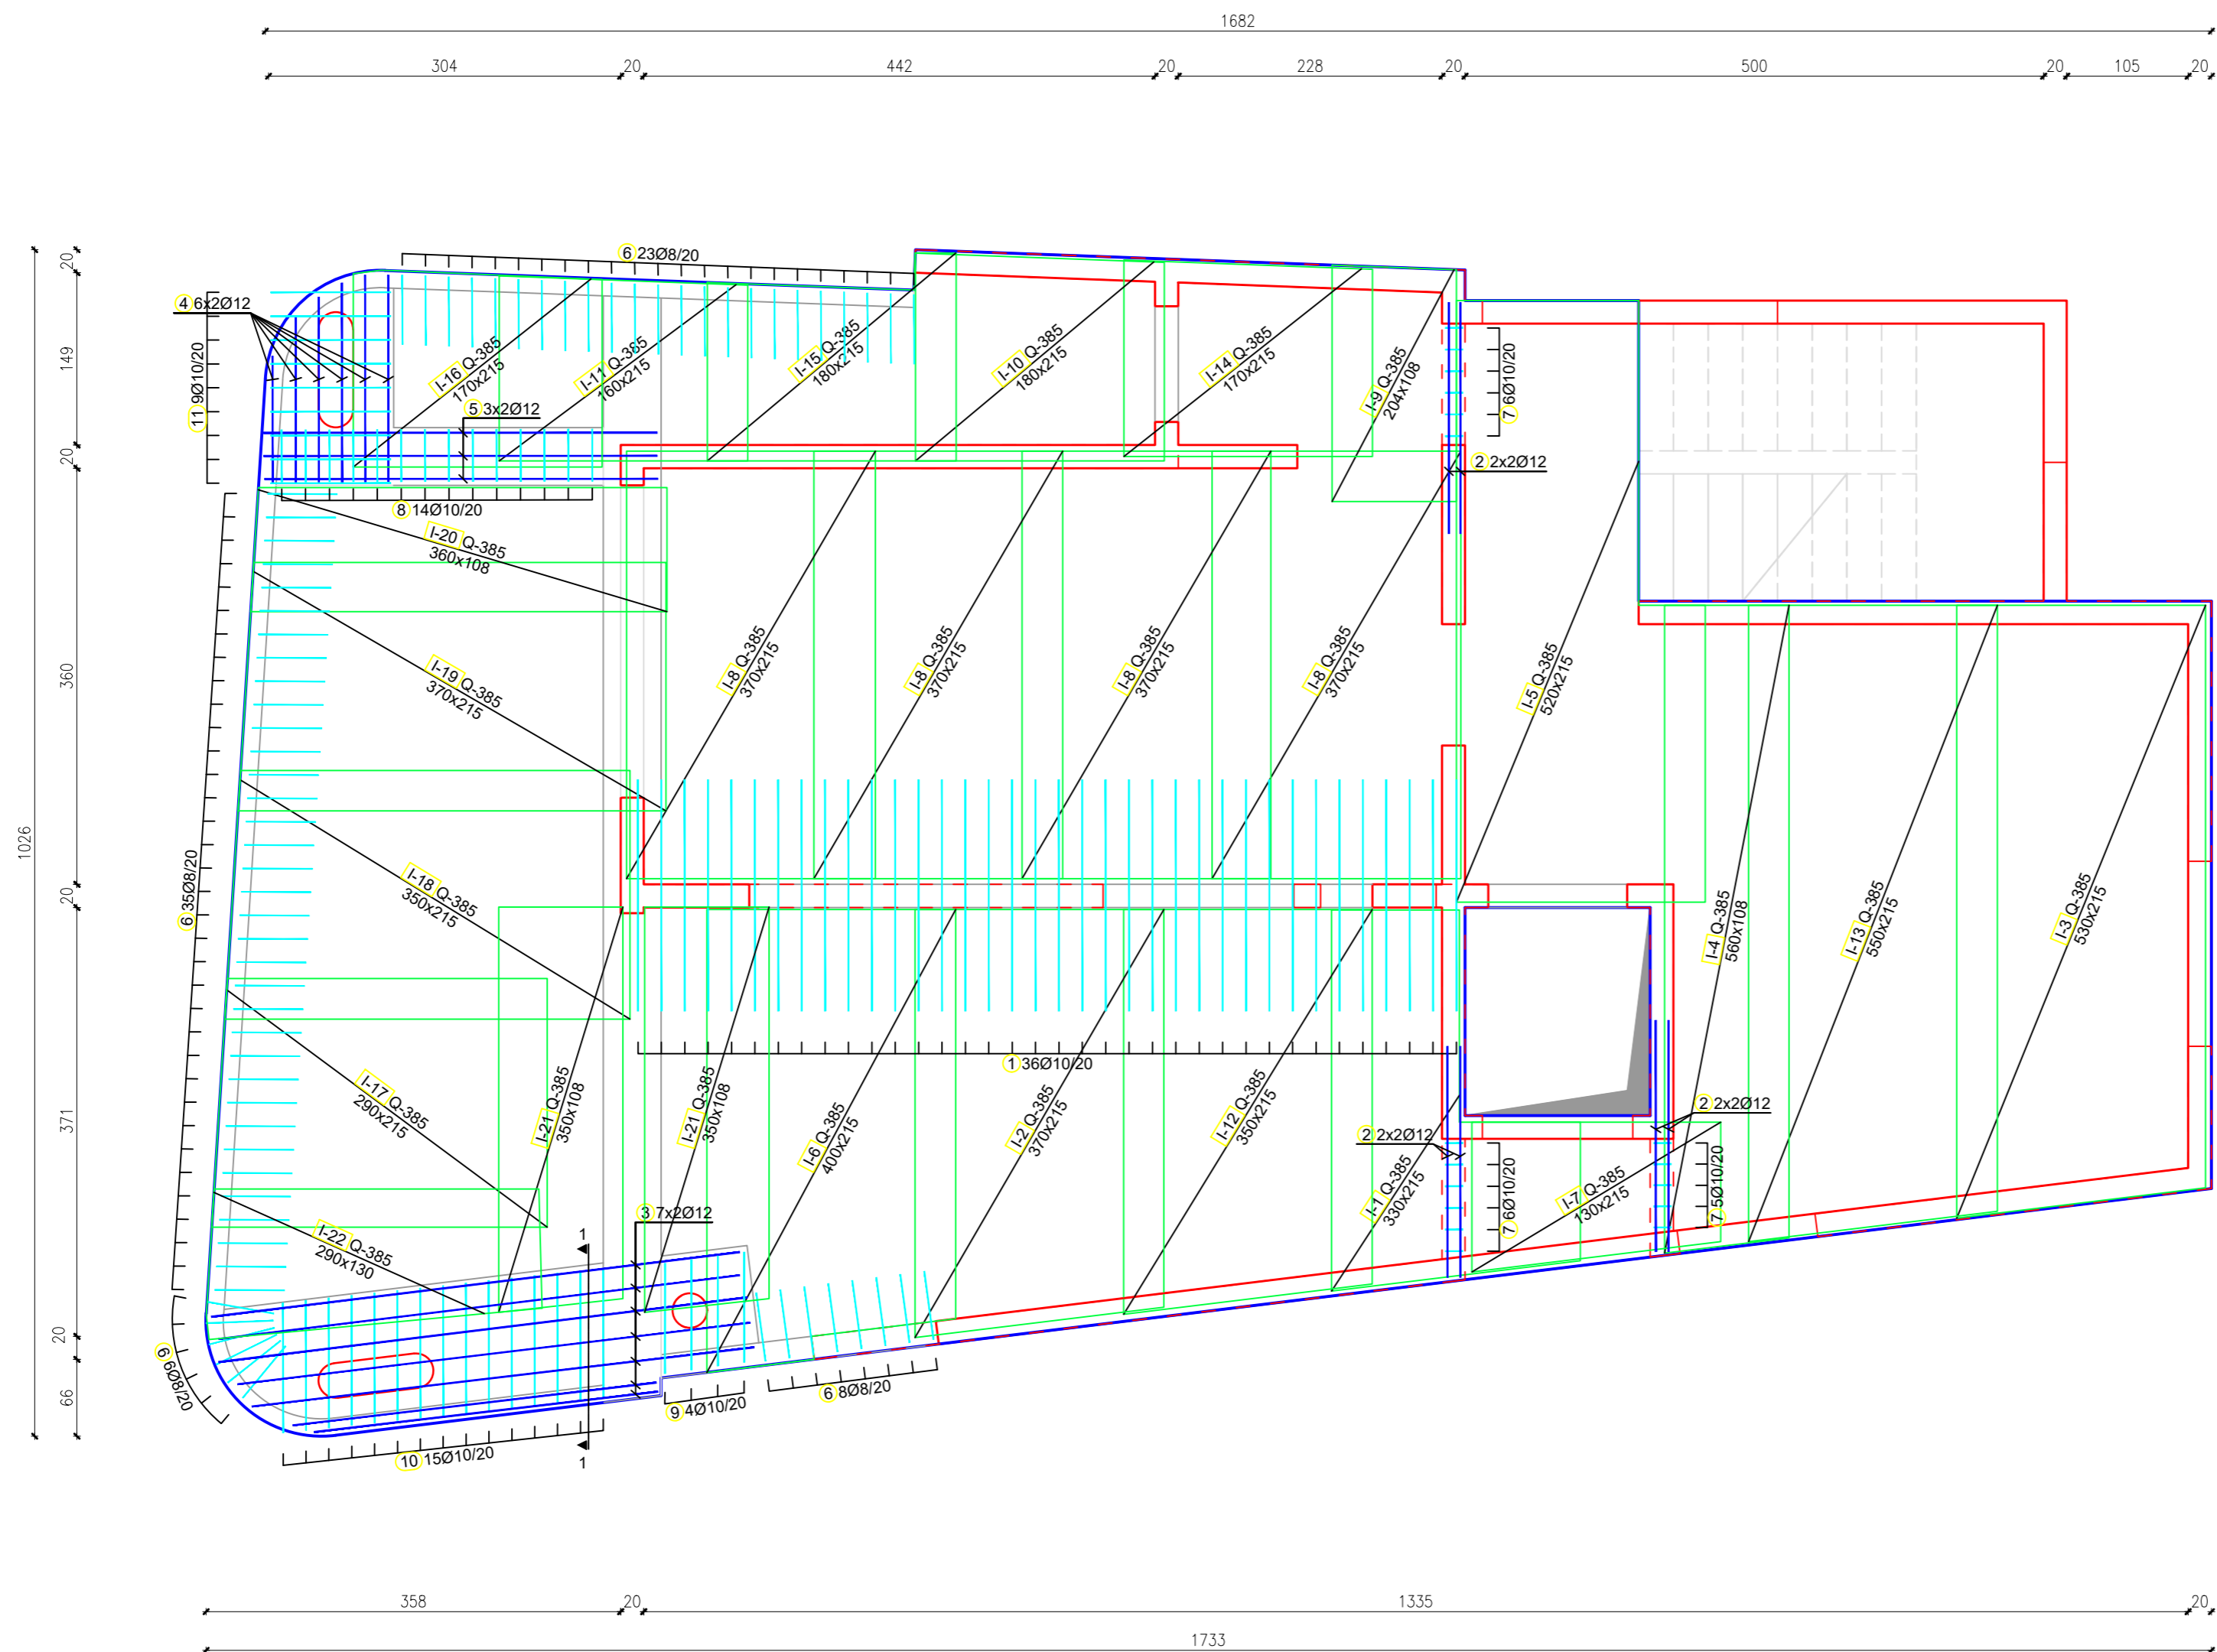 1682
304
20
442
20
228
20
500
20
105
20
1026
20
149
20
360
20
371
20
66
6 23Ø8/20
4 6x2Ø12
11 9Ø10/20
5 3x2Ø12
8 14Ø10/20
I-16 Q-385
170x215
I-11 Q-385
160x215
I-15 Q-385
180x215
I-10 Q-385
180x215
I-14 Q-385
170x215
I-9 Q-385
204x108
7 6Ø10/20
2 2x2Ø12
I-20 Q-385
360x108
I-19 Q-385
370x215
I-8 Q-385
370x215
I-8 Q-385
370x215
I-8 Q-385
370x215
I-8 Q-385
370x215
I-5 Q-385
520x215
I-18 Q-385
350x215
6 35Ø8/20
I-4 Q-385
560x108
I-13 Q-385
550x215
I-3 Q-385
530x215
1 36Ø10/20
I-17 Q-385
290x215
I-21 Q-385
350x108
I-21 Q-385
350x108
I-6 Q-385
400x215
I-2 Q-385
370x215
I-12 Q-385
350x215
2 2x2Ø12
2 2x2Ø12
I-1 Q-385
330x215
7 6Ø10/20
I-7 Q-385
130x215
7 5Ø10/20
I-22 Q-385
290x130
3 7x2Ø12
1
6 6Ø8/20
9 4Ø10/20
6 8Ø8/20
10 15Ø10/20
1
358
20
1335
20
1733